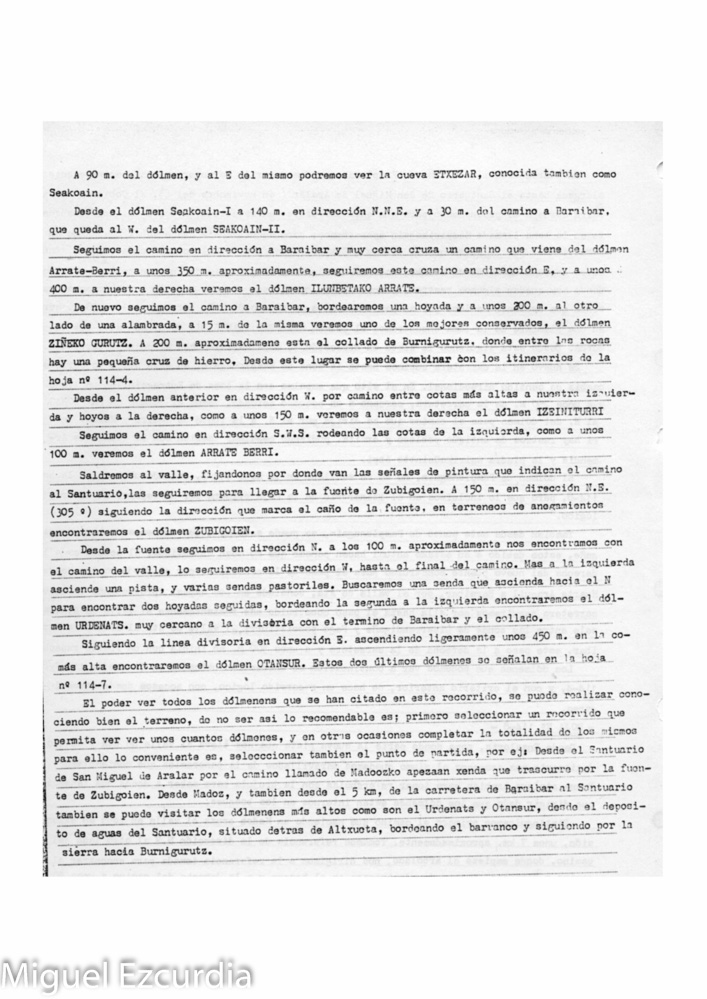 A 90 m. del dólmen, y al E del mismo podremos ver la cueva ETXEZAR, conocida tambien como
Seakoain.
Desde el dólmen Seakoain-I a 140 m. en dirección N.N.E. y a 30 m. del camino a Baraibar,
que queda al W. del dólmen SEAKOAIN-II.
Seguimos el camino en dirección a Baraibar y muy cerca cruza un camino que viene del dólmen
Arrate-Berri, a unos 350 m. aproximadamente, seguiremos este camino en dirección E, y a unos
400 m. a nuestra derecha veremos el dólmen ILUNBETAKO ARRATE.
De nuevo seguimos el camino a Baraibar, bordearemos una hoyada y a unos 200 m. al otro
lado de una alambrada, a 15 m. de la misma veremos uno de los mejores conservados, el dólmen
ZIÑEKO GURUTZ. A 200 m. aproximadamene esta el collado de Burnigurutz. donde entre las rocas
hay una pequeña cruz de hierro. Desde este lugar se puede combinar con los itinerarios de la
hoja nº 114-4.
Desde el dólmen anterior en dirección W. por camino entre cotas más altas a nuestra izquier-
da y hoyos a la derecha, como a unos 150 m. veremos a nuestra derecha el dólmen IZEINITURRI
Seguimos el camino en dirección S.W.S. rodeando las cotas de la izquierda, como a unos
100 m. veremos el dólmen ARRATE BERRI.
Saldremos al valle, fijandonos por donde van las señales de pintura que indican el camino
al Santuario,las seguiremos para llegar a la fuente de Zubigoien. A 150 m. en dirección N.E.
(305 º) siguiendo la dirección que marca el caño de la fuente, en terrenecs de anegamientos
encontraremos el dólmen ZUBIGOIEN.
Desde la fuente seguimos en dirección N. a los 100 m. aproximadamente nos encontramos con
el camino del valle, lo seguiremos en dirección W, hasta el final del camino. Mas a la izquierda
asciende una pista, y varias sendas pastoriles. Buscaremos una senda que ascienda hacia el N
para encontrar dos hoyadas seguidas, bordeando la segunda a la izquierda encontraremos el dól-
men URDENATS. muy cercano a la divisèria con el termino de Baraibar y el collado.
Siguiendo la linea divisoria en dirección E. ascendiendo ligeramente unos 450 m. en la co-
más alta encontraremos el dólmen OTANSUR. Estos dos últimos dólmenes se señalan en la hoja
nº 114-7.
El poder ver todos los dólmenens que se han citado en este recorrido, se puede realizar cono-
ciendo bien el terreno, de no ser asi lo recomendable es; primero seleccionar un recorrido que
permita ver ver unos cuantos dólmenes, y en otras ocasiones completar la totalidad de los mismos
para ello lo conveniente es, selecccionar tambien el punto de partida, por ej: Desde el Santuario
de San Miguel de Aralar por el camino llamado de Nadoozko apezaan xenda que trascurre por la fuen-
te de Zubigoien. Desde Madoz, y tambien desde el 5 km, de la carretera de Baraibar al Santuario
tambien se puede visitar los dólmenens más altos como son el Urdenats y Otansur, desde el deposi-
to de aguas del Santuario, situado detras de Altxueta, bordeando el barranco y siguiendo por la
sierra hacia Burnigurutz.
Miguel Ezcurdia